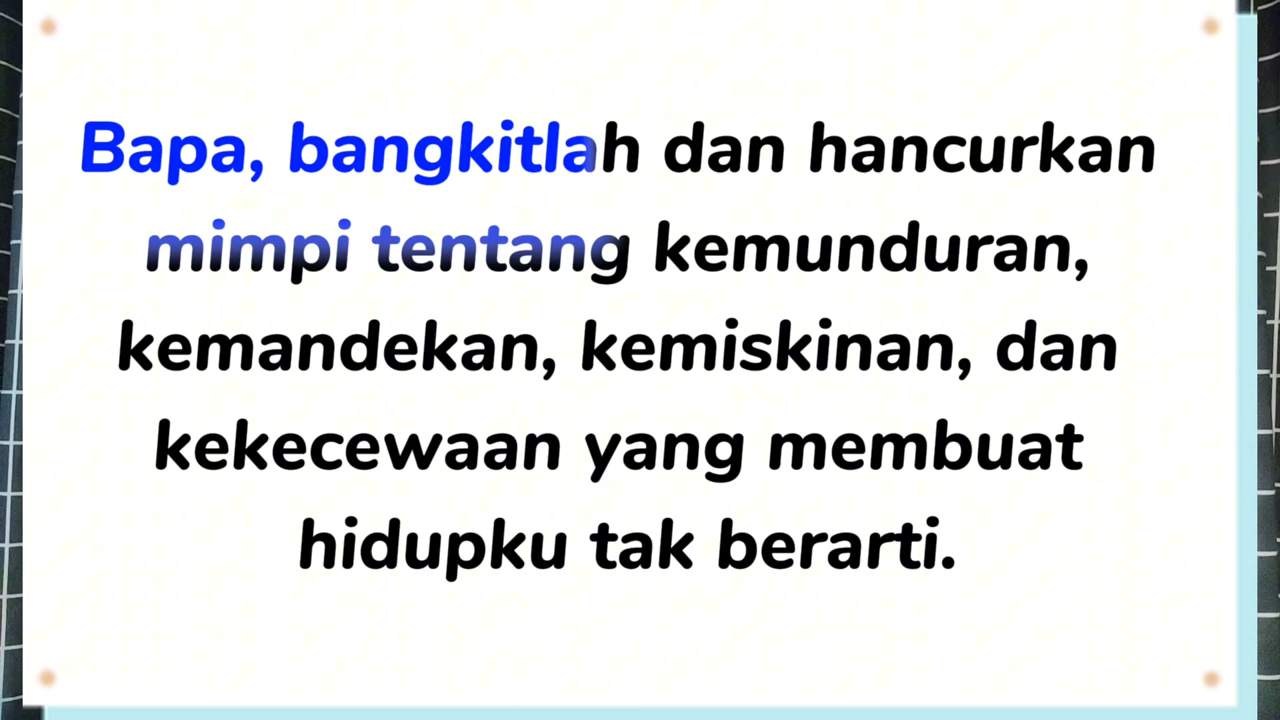 Bapa, bangkitlah dan hancurkan
mimpi tentang kemunduran,
kemandekan, kemiskinan, dan
kekecewaan yang membuat
hidupku tak berarti.